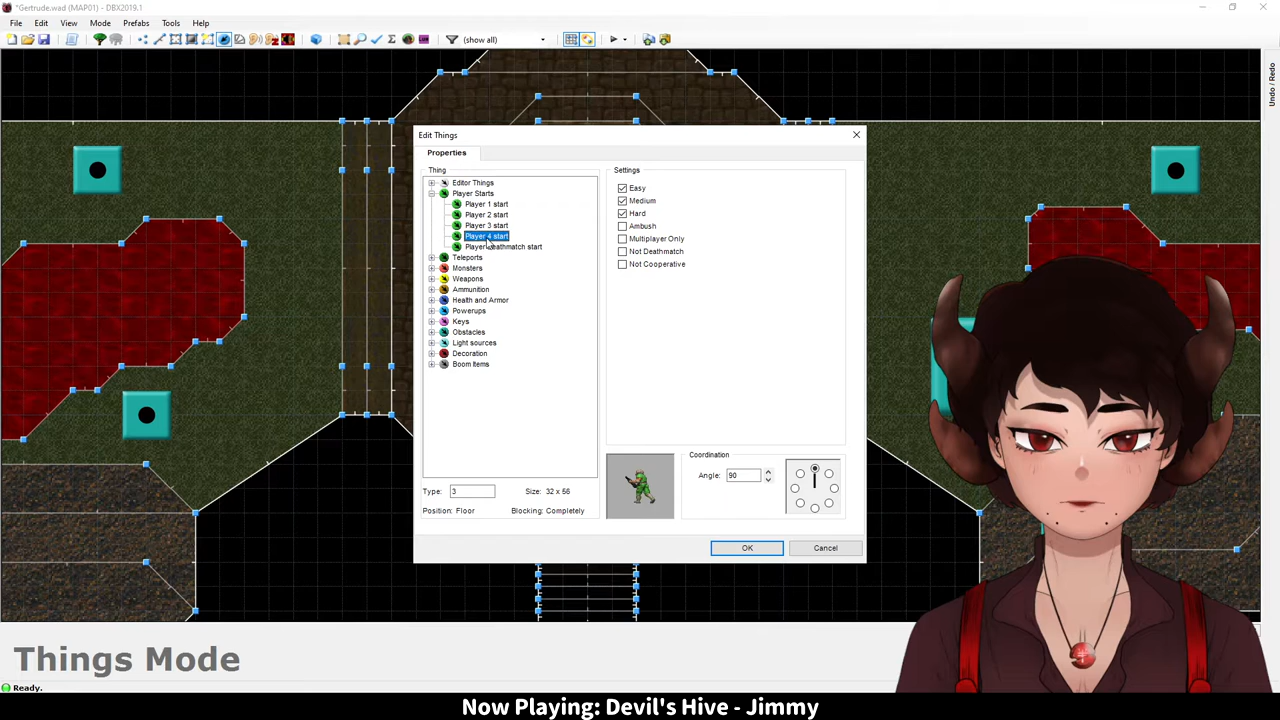 *Gertrude.wad (MAP01) - DBX2019.1
File Edit View Mode Prefabs Tools Help
(show all)
Undo / Redo
Edit Things
Properties
Thing
Editor Things
Player Starts
Player 1 start
Player 2 start
Player 3 start
Player 4 start
Player Deathmatch start
Teleports
Monsters
Weapons
Ammunition
Health and Armor
Powerups
Keys
Obstacles
Light sources
Decoration
Boom Items
Type: 3 Size: 32 x 56
Position: Floor Blocking: Completely
Settings
Easy
Medium
Hard
Ambush
Multiplayer Only
Not Deathmatch
Not Cooperative
Coordination
Angle: 90
OK Cancel
Things Mode
Ready.
Now Playing: Devil's Hive - Jimmy